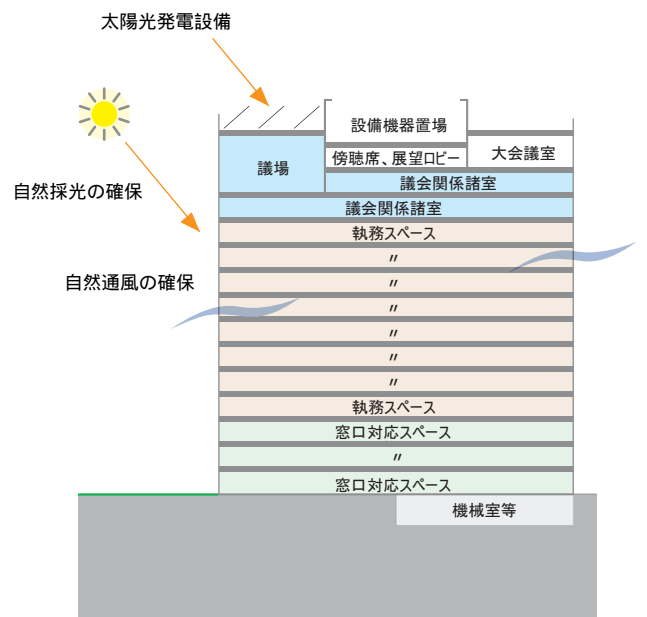 太陽光発電設備
設備機器置場
傍聴席、展望ロビー
大会議室
議場
議会関係諸室
自然採光の確保
議会関係諸室
執務スペース
〃
自然通風の確保
〃
〃
〃
〃
〃
執務スペース
窓口対応スペース
〃
窓口対応スペース
機械室等